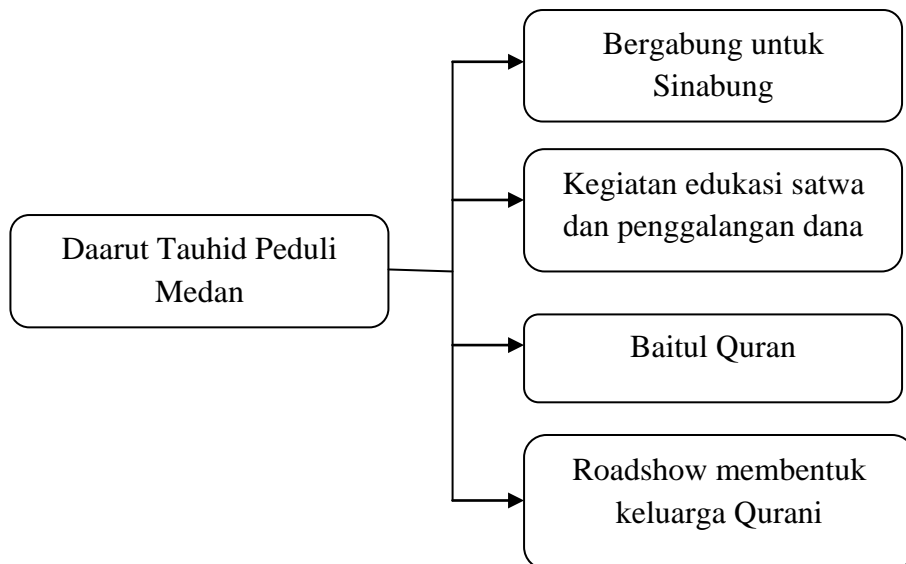 Daarut Tauhid Peduli
Medan
Bergabung untuk
Sinabung
Kegiatan edukasi satwa
dan penggalangan dana
Baitul Quran
Roadshow membentuk
keluarga Qurani